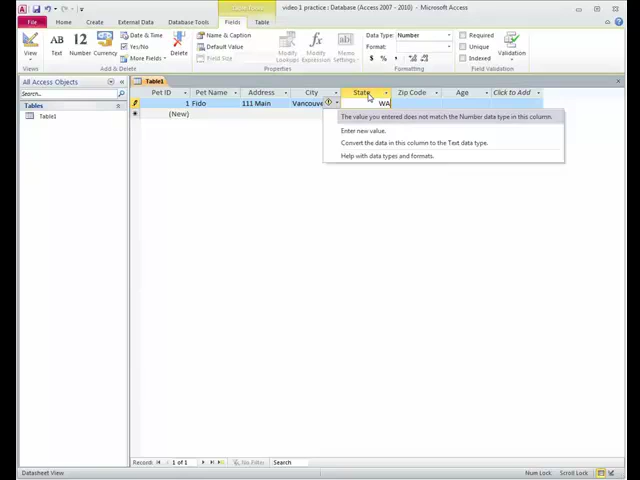 video 1 practice : Database (Access 2007 - 2010) - Microsoft Access
File Home Create External Data Database Tools Fields Table
View
AB
Text
12
Number
Currency
Date & Time
Yes/No
More Fields
Delete
Name & Caption
Default Value
Field Size
Modify
Lookups
Modify
Expression
Memo
Settings
Data Type: Number
Format:
$ % ,
Required
Unique
Indexed
Validation
Views
Add & Delete
Properties
Formatting
Field Validation
All Access Objects
Search...
Tables
Table1
Table1
Pet ID Pet Name Address City State Zip Code Age Click to Add
1 Fido 111 Main Vancouve WA
(New)
The value you entered does not match the Number data type in this column.
Enter new value.
Convert the data in this column to the Text data type.
Help with data types and formats.
Record: 1 of 1 No Filter Search
Datasheet View
Num Lock Scroll Lock